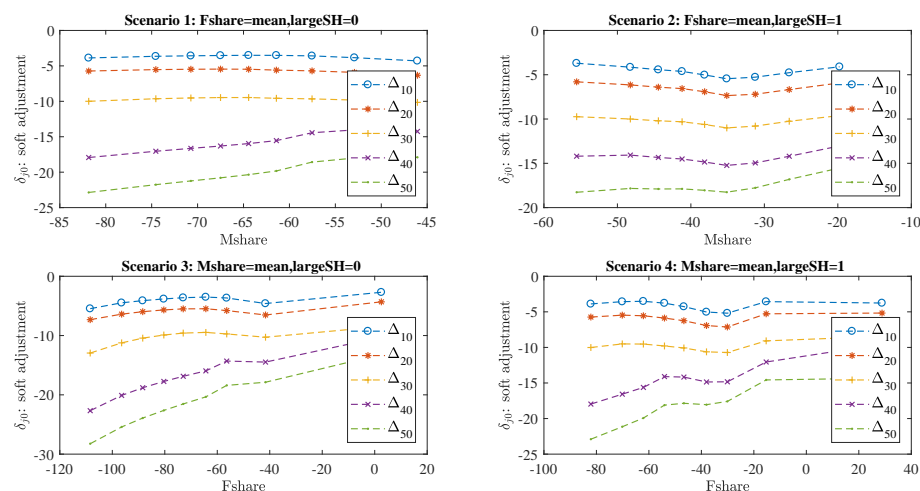 Scenario 1: Fshare=mean,largeSH=0
0
-5
-10
-15
-20
-25
δj0: soft adjustment
-85 -80 -75 -70 -65 -60 -55 -50 -45
Mshare
Δ10
Δ20
Δ30
Δ40
Δ50
Scenario 2: Fshare=mean,largeSH=1
0
-5
-10
-15
-20
δj0: soft adjustment
-60 -50 -40 -30 -20 -10
Mshare
Δ10
Δ20
Δ30
Δ40
Δ50
Scenario 3: Mshare=mean,largeSH=0
0
-10
-20
-30
δj0: soft adjustment
-120 -100 -80 -60 -40 -20 0 20
Fshare
Δ10
Δ20
Δ30
Δ40
Δ50
Scenario 4: Mshare=mean,largeSH=1
0
-5
-10
-15
-20
-25
δj0: soft adjustment
-100 -80 -60 -40 -20 0 20 40
Fshare
Δ10
Δ20
Δ30
Δ40
Δ50